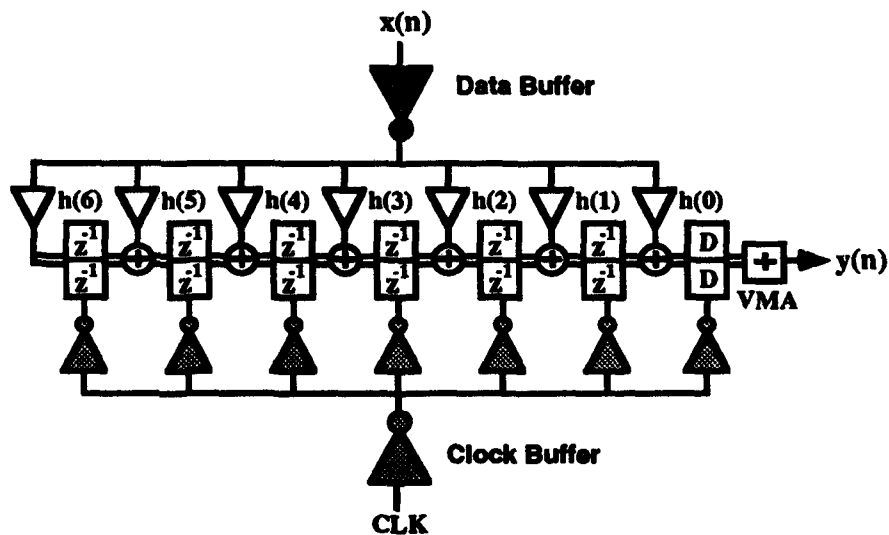 x(n)
Data Buffer
h(6) h(5) h(4) h(3) h(2) h(1) h(0)
z⁻¹ z⁻¹ z⁻¹ z⁻¹ z⁻¹ z⁻¹ D
+ + + + + + + y(n)
z⁻¹ z⁻¹ z⁻¹ z⁻¹ z⁻¹ z⁻¹ D
VMA
Clock Buffer
CLK